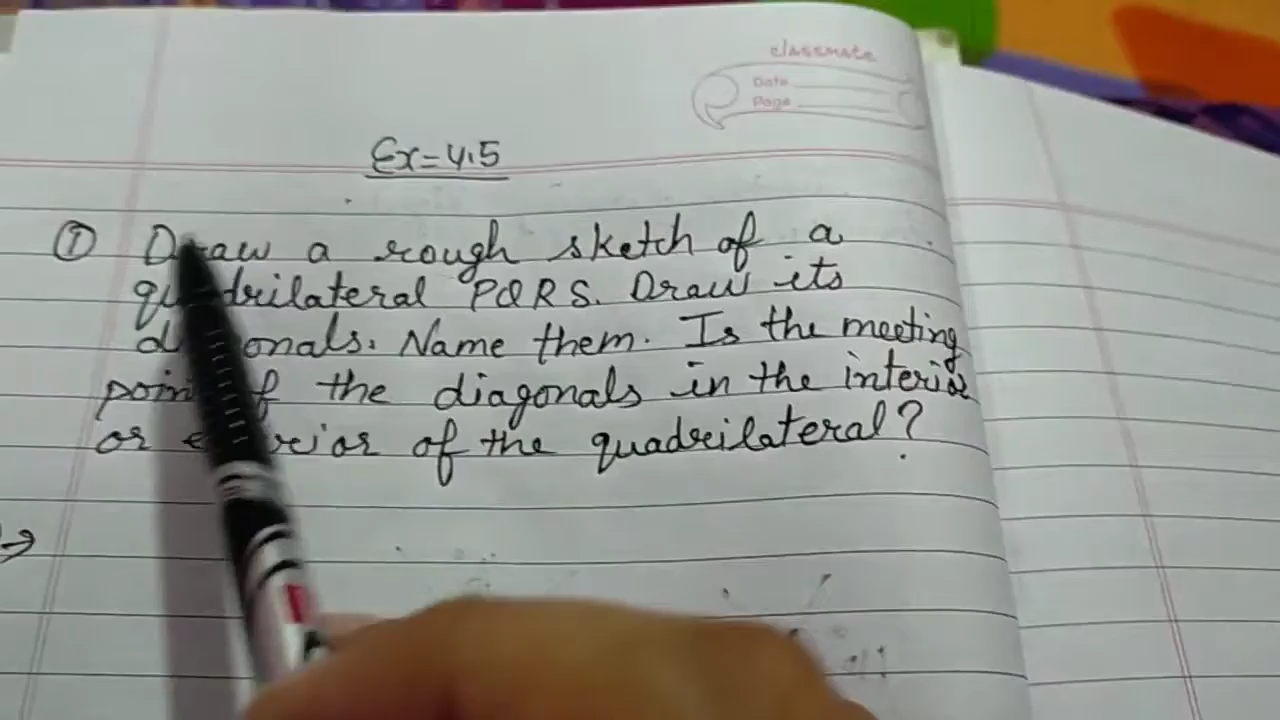 classmate
Date
Page
Ex=4.5
① Draw a rough sketch of a
quadrilateral PQRS. Draw its
diagonals. Name them. Is the meeting
point of the diagonals in the interior
or exterior of the quadrilateral?
→